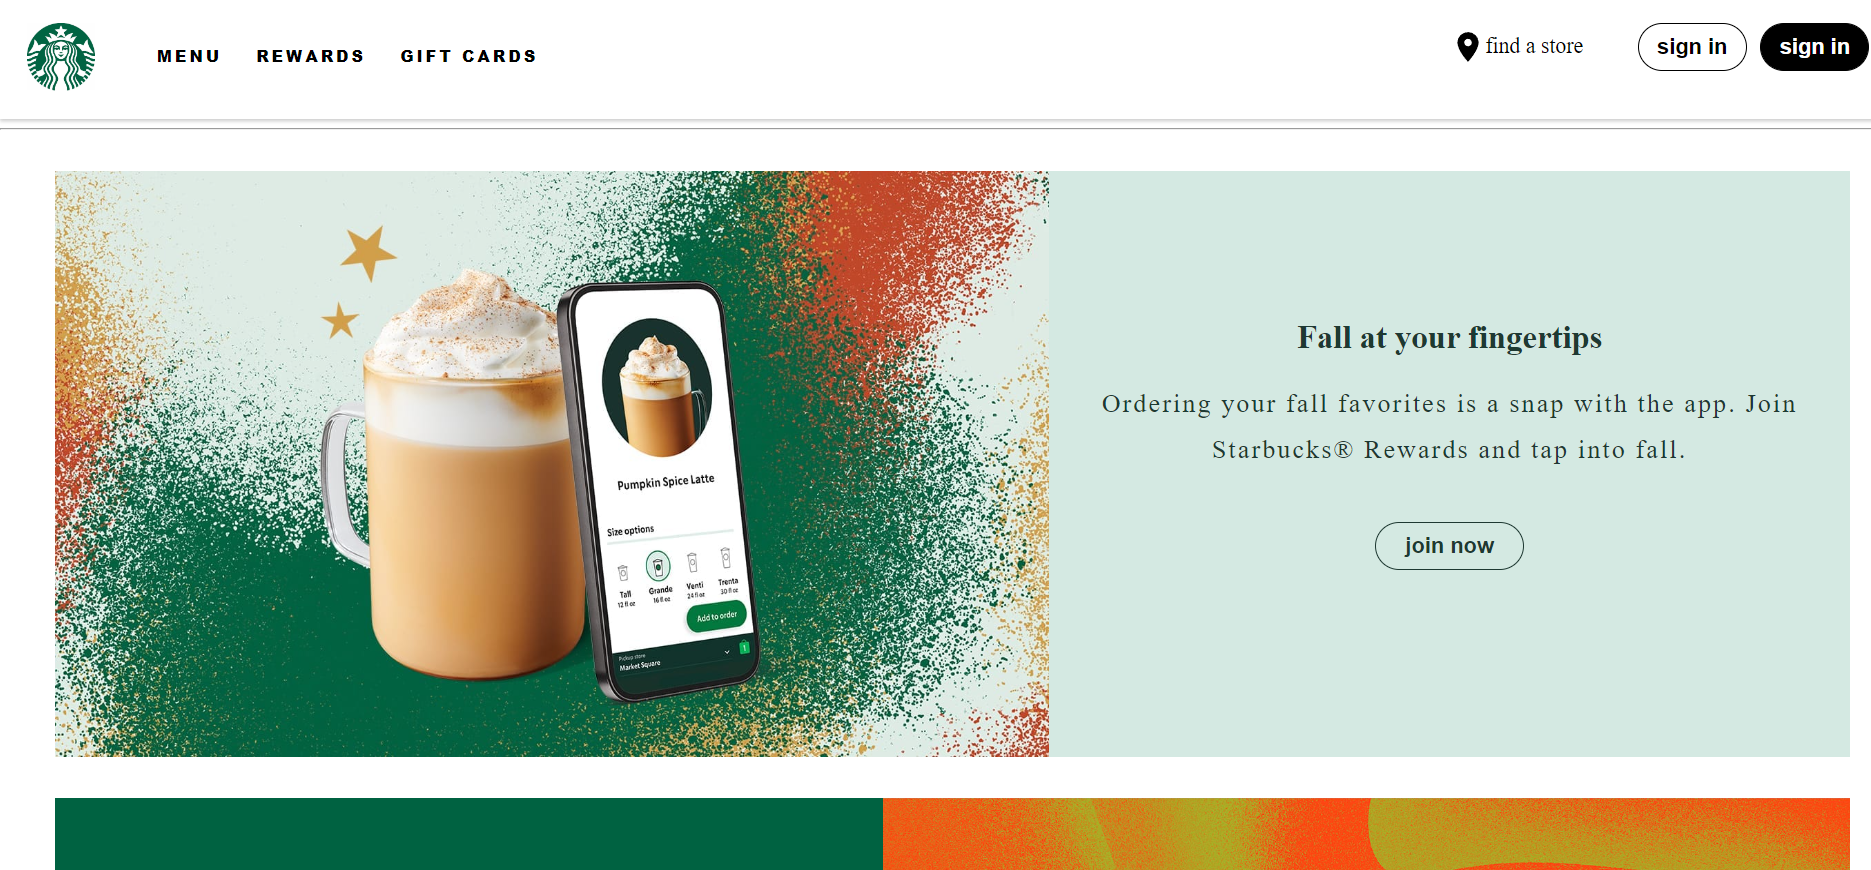 MENU REWARDS GIFT CARDS find a store sign in sign in
Fall at your fingertips
Ordering your fall favorites is a snap with the app. Join
Starbucks® Rewards and tap into fall.
join now
Pumpkin Spice Latte
Size options
Tall Grande Venti Trenta
12 fl oz 16 fl oz 24 fl oz 30 fl oz
Add to order
Pickup store
Market Square
1